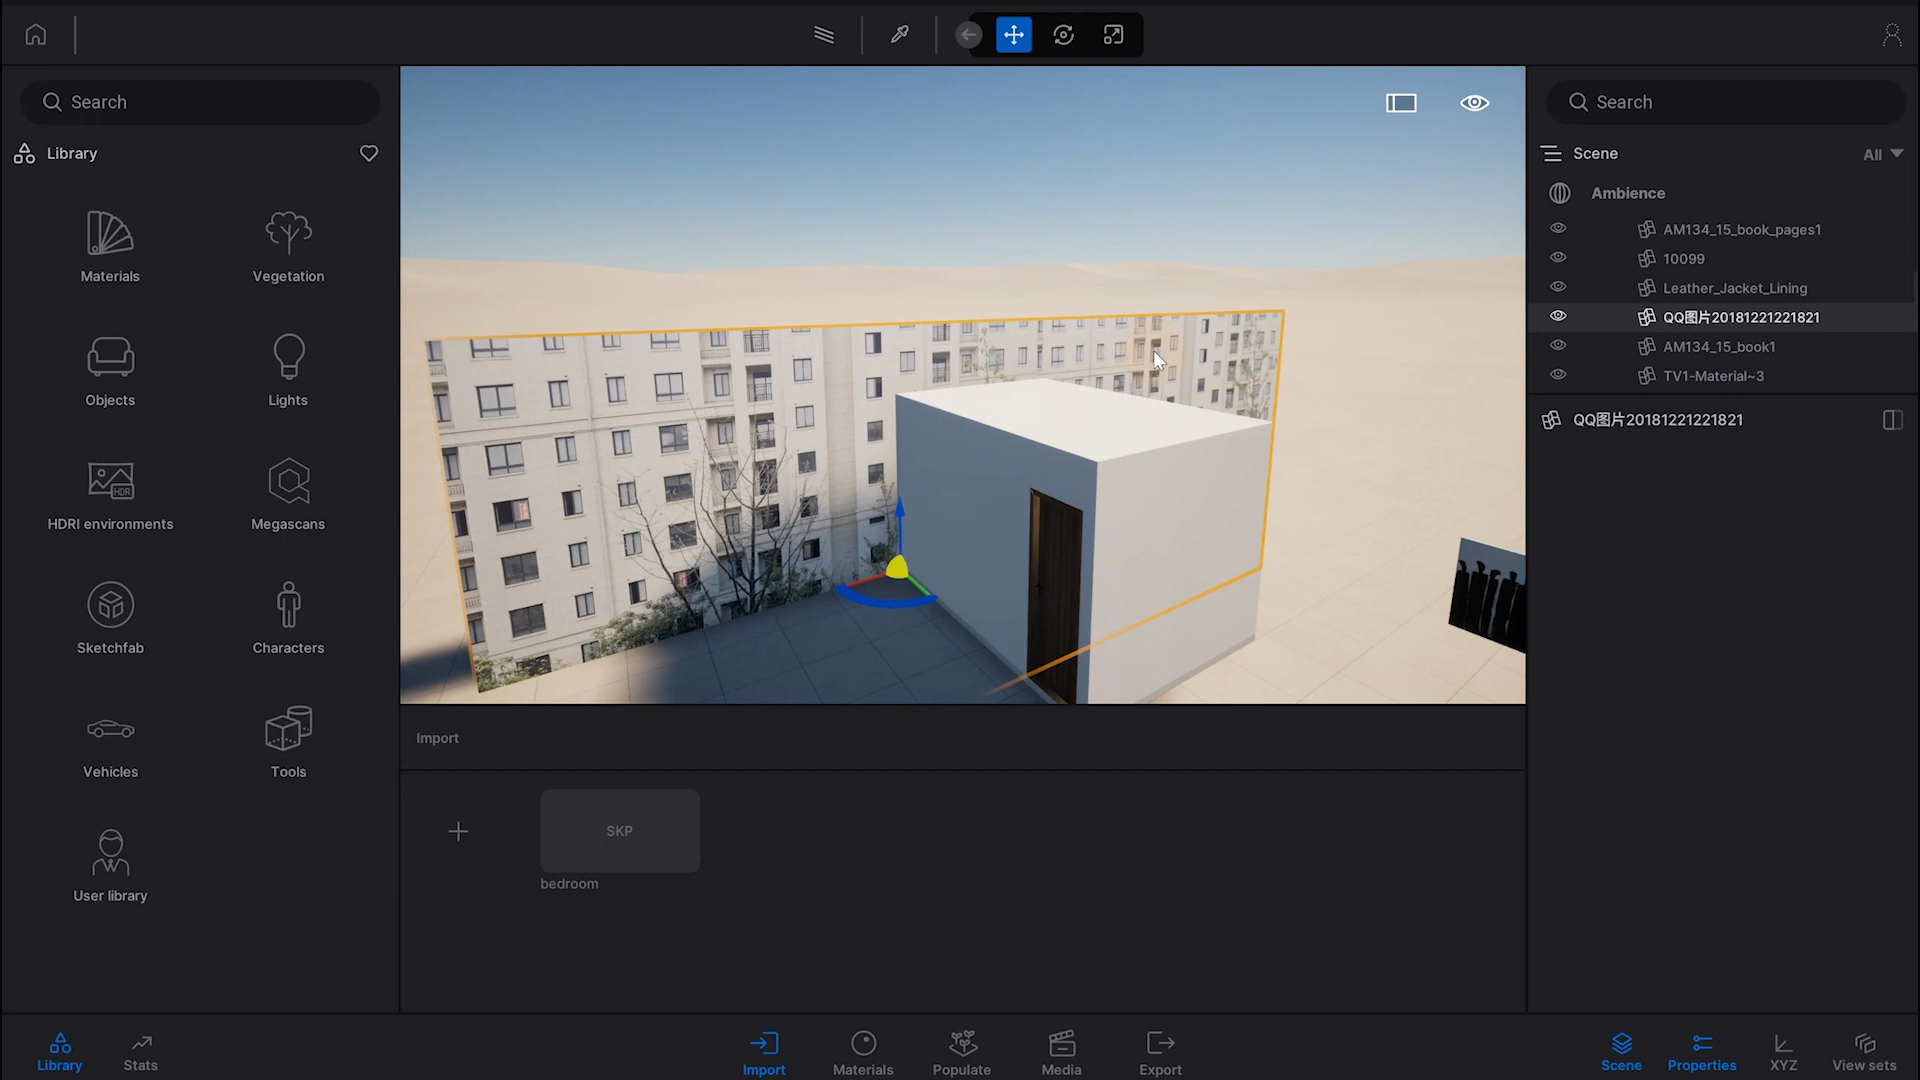 Search
Library
Materials
Vegetation
Objects
Lights
HDR
HDRI environments
Megascans
Sketchfab
Characters
Vehicles
Tools
User library
Import
SKP
bedroom
Search
Scene
All
Ambience
AM134_15_book_pages1
10099
Leather_Jacket_Lining
QQ图片20181221221821
AM134_15_book1
TV1-Material~3
QQ图片20181221221821
Library
Stats
Import
Materials
Populate
Media
Export
Scene
Properties
XYZ
View sets